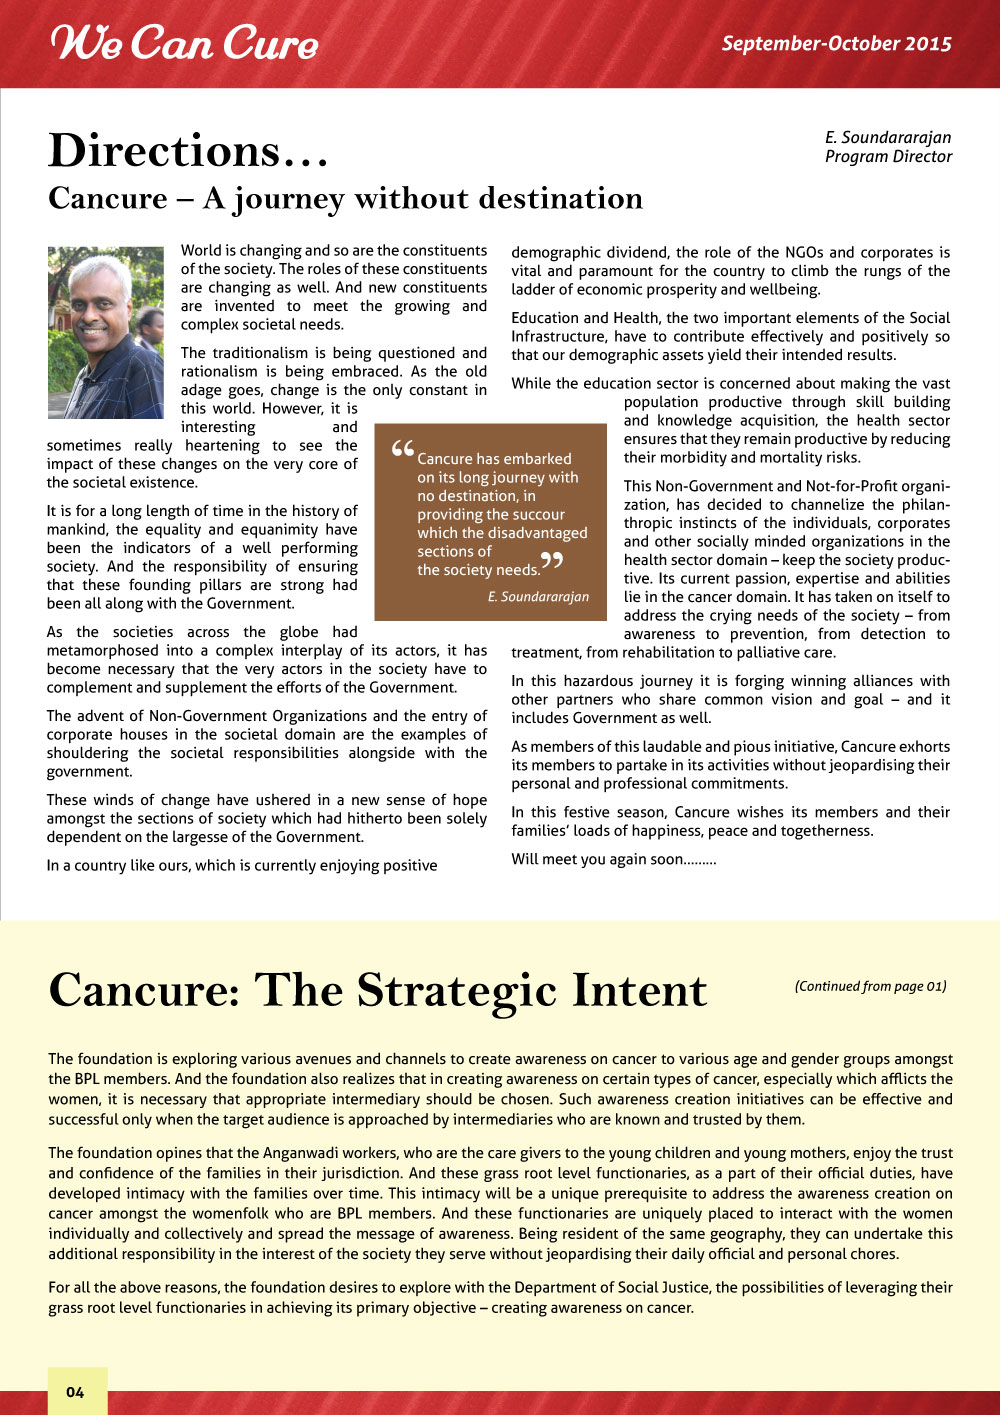 We Can Cure
September-October 2015
Directions...
E. Soundararajan
Program Director
Cancure – A journey without destination
World is changing and so are the constituents
of the society. The roles of these constituents
are changing as well. And new constituents
are invented to meet the growing and
complex societal needs.
The traditionalism is being questioned and
rationalism is being embraced. As the old
adage goes, change is the only constant in
this world. However, it is
interesting and
sometimes really heartening to see the
impact of these changes on the very core of
the societal existence.
It is for a long length of time in the history of
mankind, the equality and equanimity have
been the indicators of a well performing
society. And the responsibility of ensuring
that these founding pillars are strong had
been all along with the Government.
As the societies across the globe had
metamorphosed into a complex interplay of its actors, it has
become necessary that the very actors in the society have to
complement and supplement the efforts of the Government.
The advent of Non-Government Organizations and the entry of
corporate houses in the societal domain are the examples of
shouldering the societal responsibilities alongside with the
government.
These winds of change have ushered in a new sense of hope
amongst the sections of society which had hitherto been solely
dependent on the largesse of the Government.
In a country like ours, which is currently enjoying positive
“Cancure has embarked
on its long journey with
no destination, in
providing the succour
which the disadvantaged
sections of
the society needs.”
E. Soundararajan
demographic dividend, the role of the NGOs and corporates is
vital and paramount for the country to climb the rungs of the
ladder of economic prosperity and wellbeing.
Education and Health, the two important elements of the Social
Infrastructure, have to contribute effectively and positively so
that our demographic assets yield their intended results.
While the education sector is concerned about making the vast
population productive through skill building
and knowledge acquisition, the health sector
ensures that they remain productive by reducing
their morbidity and mortality risks.
This Non-Government and Not-for-Profit organi-
zation, has decided to channelize the philan-
thropic instincts of the individuals, corporates
and other socially minded organizations in the
health sector domain – keep the society produc-
tive. Its current passion, expertise and abilities
lie in the cancer domain. It has taken on itself to
address the crying needs of the society – from
awareness to prevention, from detection to
treatment, from rehabilitation to palliative care.
In this hazardous journey it is forging winning alliances with
other partners who share common vision and goal – and it
includes Government as well.
As members of this laudable and pious initiative, Cancure exhorts
its members to partake in its activities without jeopardising their
personal and professional commitments.
In this festive season, Cancure wishes its members and their
families’ loads of happiness, peace and togetherness.
Will meet you again soon.........
Cancure: The Strategic Intent
(Continued from page 01)
The foundation is exploring various avenues and channels to create awareness on cancer to various age and gender groups amongst
the BPL members. And the foundation also realizes that in creating awareness on certain types of cancer, especially which afflicts the
women, it is necessary that appropriate intermediary should be chosen. Such awareness creation initiatives can be effective and
successful only when the target audience is approached by intermediaries who are known and trusted by them.
The foundation opines that the Anganwadi workers, who are the care givers to the young children and young mothers, enjoy the trust
and confidence of the families in their jurisdiction. And these grass root level functionaries, as a part of their official duties, have
developed intimacy with the families over time. This intimacy will be a unique prerequisite to address the awareness creation on
cancer amongst the womenfolk who are BPL members. And these functionaries are uniquely placed to interact with the women
individually and collectively and spread the message of awareness. Being resident of the same geography, they can undertake this
additional responsibility in the interest of the society they serve without jeopardising their daily official and personal chores.
For all the above reasons, the foundation desires to explore with the Department of Social Justice, the possibilities of leveraging their
grass root level functionaries in achieving its primary objective – creating awareness on cancer.
04